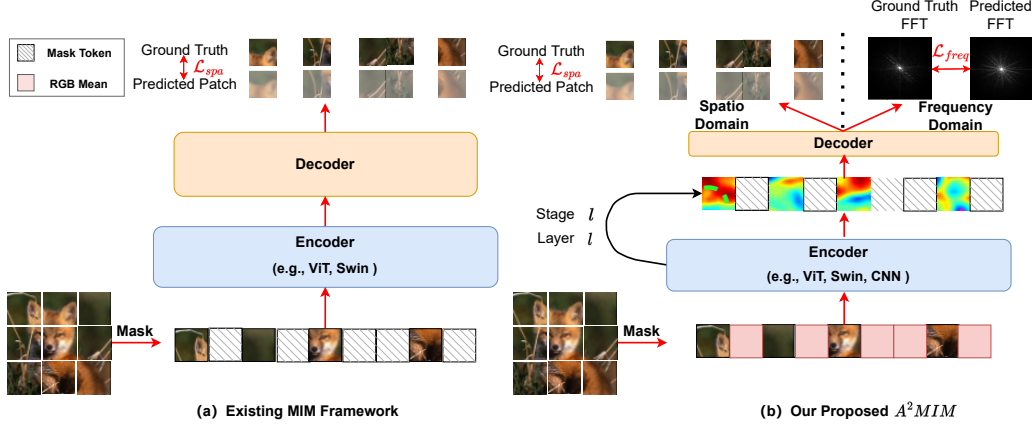 Mask Token
RGB Mean
Ground Truth
ℒspa
Predicted Patch
Decoder
Encoder
(e.g., ViT, Swin )
Mask
(a) Existing MIM Framework
Ground Truth
ℒspa
Predicted Patch
Ground Truth
FFT
Predicted
FFT
ℒfreq
Spatio
Domain
Frequency
Domain
Decoder
Stage l
Layer l
Encoder
(e.g., ViT, Swin, CNN )
Mask
(b) Our Proposed A²MIM